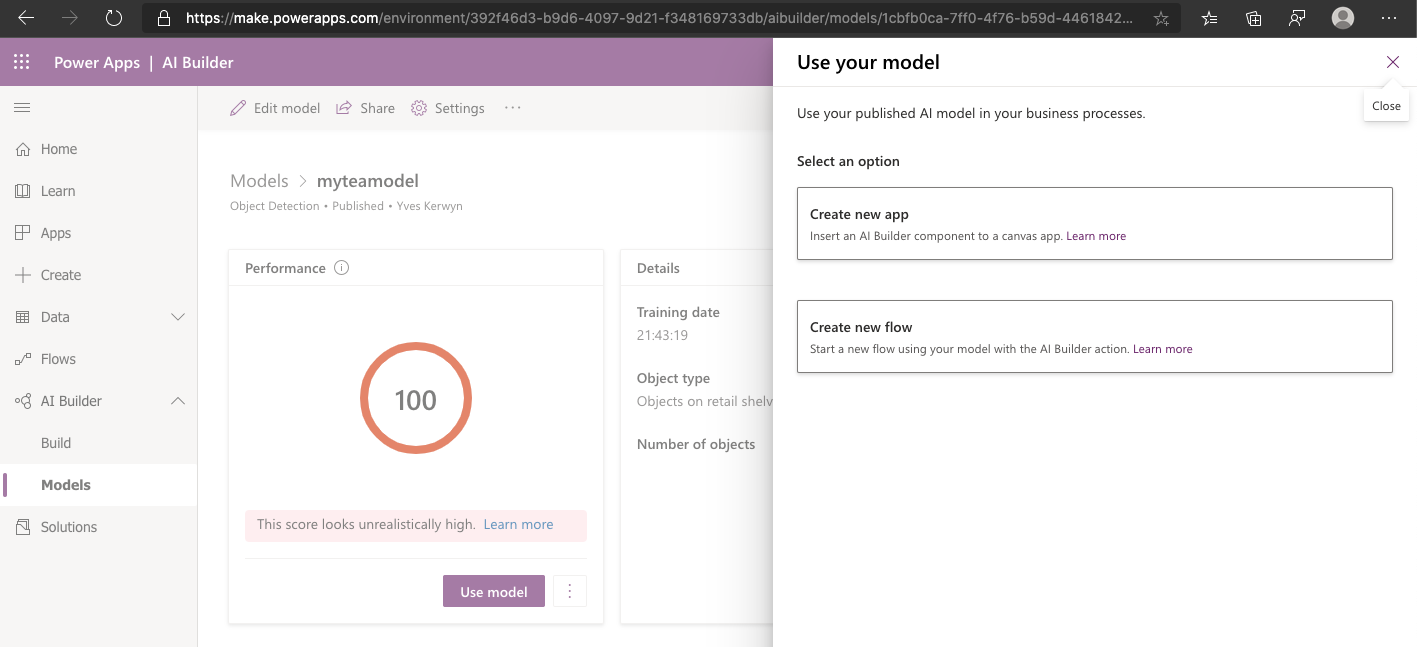 https://make.powerapps.com/environment/392f46d3-b9d6-4097-9d21-f348169733db/aibuilder/models/1cbfb0ca-7ff0-4f76-b59d-4461842...
Power Apps | AI Builder
Use your model
Close
Edit model
Share
Settings
Use your published AI model in your business processes.
Home
Learn
Apps
Create
Data
Flows
AI Builder
Build
Models
Solutions
Models > myteamodel
Object Detection • Published • Yves Kerwyn
Performance
100
This score looks unrealistically high. Learn more
Use model
Details
Training date
21:43:19
Object type
Objects on retail shelv
Number of objects
Select an option
Create new app
Insert an AI Builder component to a canvas app. Learn more
Create new flow
Start a new flow using your model with the AI Builder action. Learn more